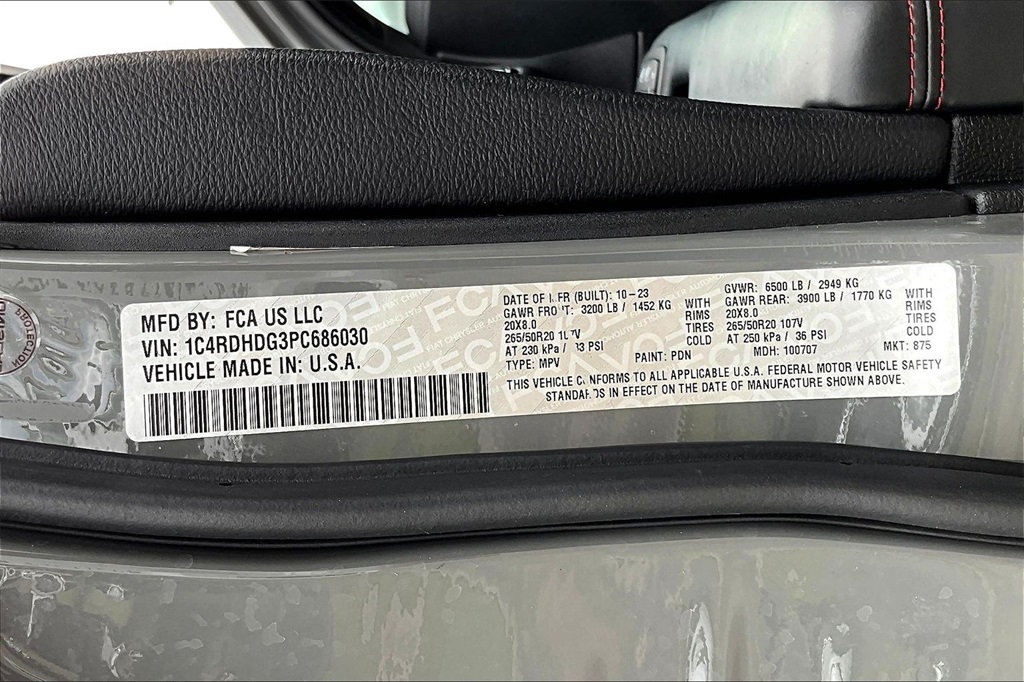 MFD BY: FCA US LLC
VIN: 1C4RDHDG3PC686030
VEHICLE MADE IN: U.S.A.
DATE OF M FR (BUILT): 10-23
GAWR FRONT: 3200 LB / 1452 KG WITH
20X8.0 RIMS
265/50R20 107V TIRES
AT 230 kPa / 33 PSI COLD
TYPE: MPV PAINT: PDN
GVWR: 6500 LB / 2949 KG
GAWR REAR: 3900 LB / 1770 KG WITH
20X8.0 RIMS
265/50R20 107V TIRES
AT 250 kPa / 36 PSI COLD
MDH: 100707 MKT: 875
THIS VEHICLE CONFORMS TO ALL APPLICABLE U.S.A. FEDERAL MOTOR VEHICLE SAFETY
STANDARDS IN EFFECT ON THE DATE OF MANUFACTURE SHOWN ABOVE.